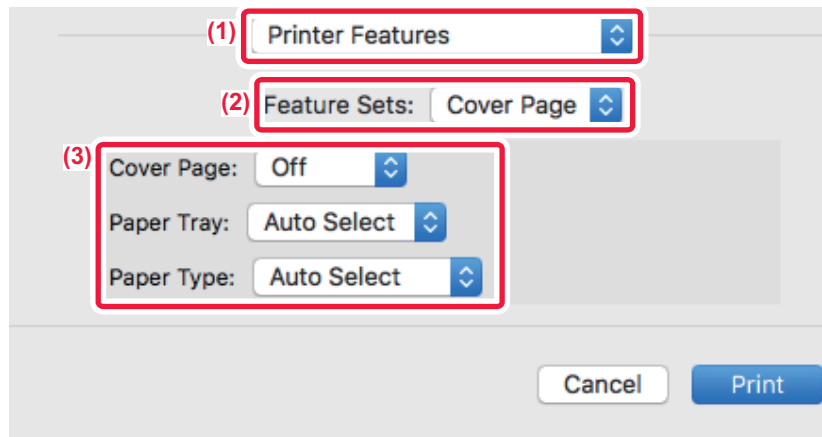 (1) Printer Features
(2) Feature Sets: Cover Page
(3) Cover Page: Off
Paper Tray: Auto Select
Paper Type: Auto Select
Cancel Print